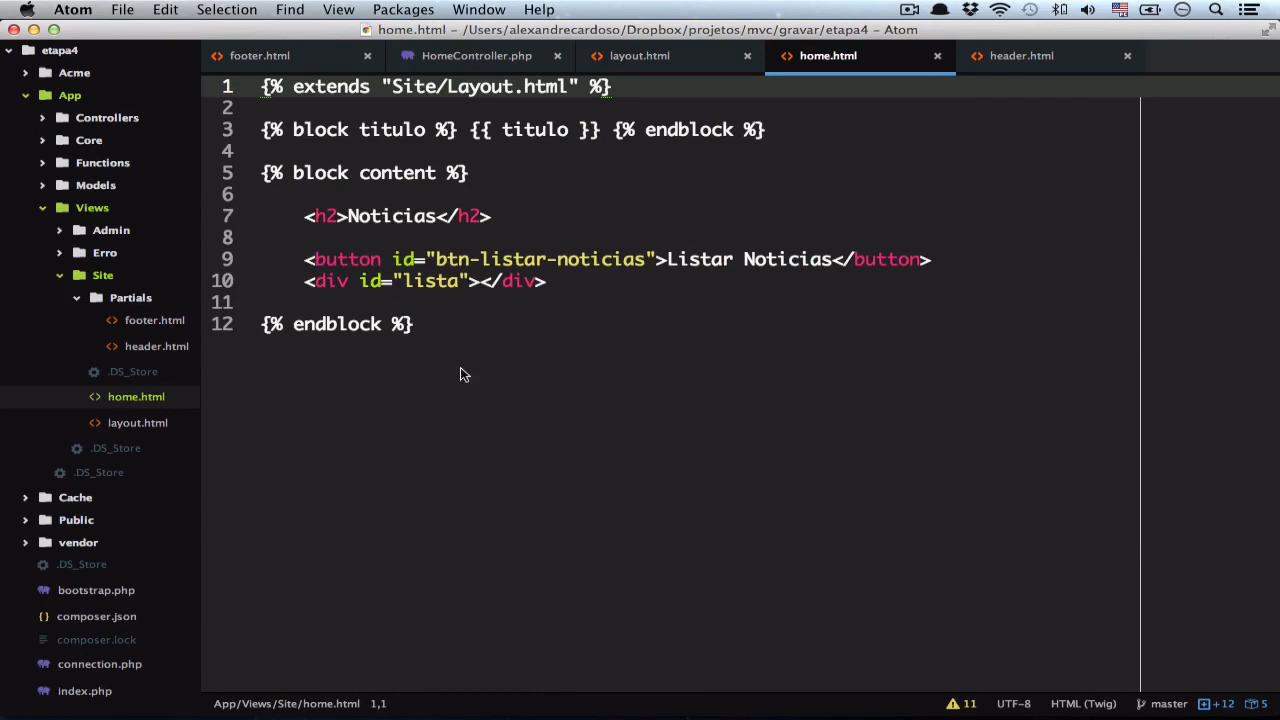 Atom File Edit Selection Find View Packages Window Help
home.html - /Users/alexandrecardoso/Dropbox/projetos/mvc/gravar/etapa4 - Atom
etapa4
Acme
App
Controllers
Core
Functions
Models
Views
Admin
Erro
Site
Partials
footer.html
header.html
.DS_Store
home.html
layout.html
.DS_Store
.DS_Store
Cache
Public
vendor
.DS_Store
bootstrap.php
composer.json
composer.lock
connection.php
index.php
footer.html HomeController.php layout.html home.html header.html
1 {% extends "Site/Layout.html" %}
2
3 {% block titulo %} {{ titulo }} {% endblock %}
4
5 {% block content %}
6
7 <h2>Noticias</h2>
8
9 <button id="btn-listar-noticias">Listar Noticias</button>
10 <div id="lista"></div>
11
12 {% endblock %}
App/Views/Site/home.html 1,1 11 UTF-8 HTML (Twig) master +12 5